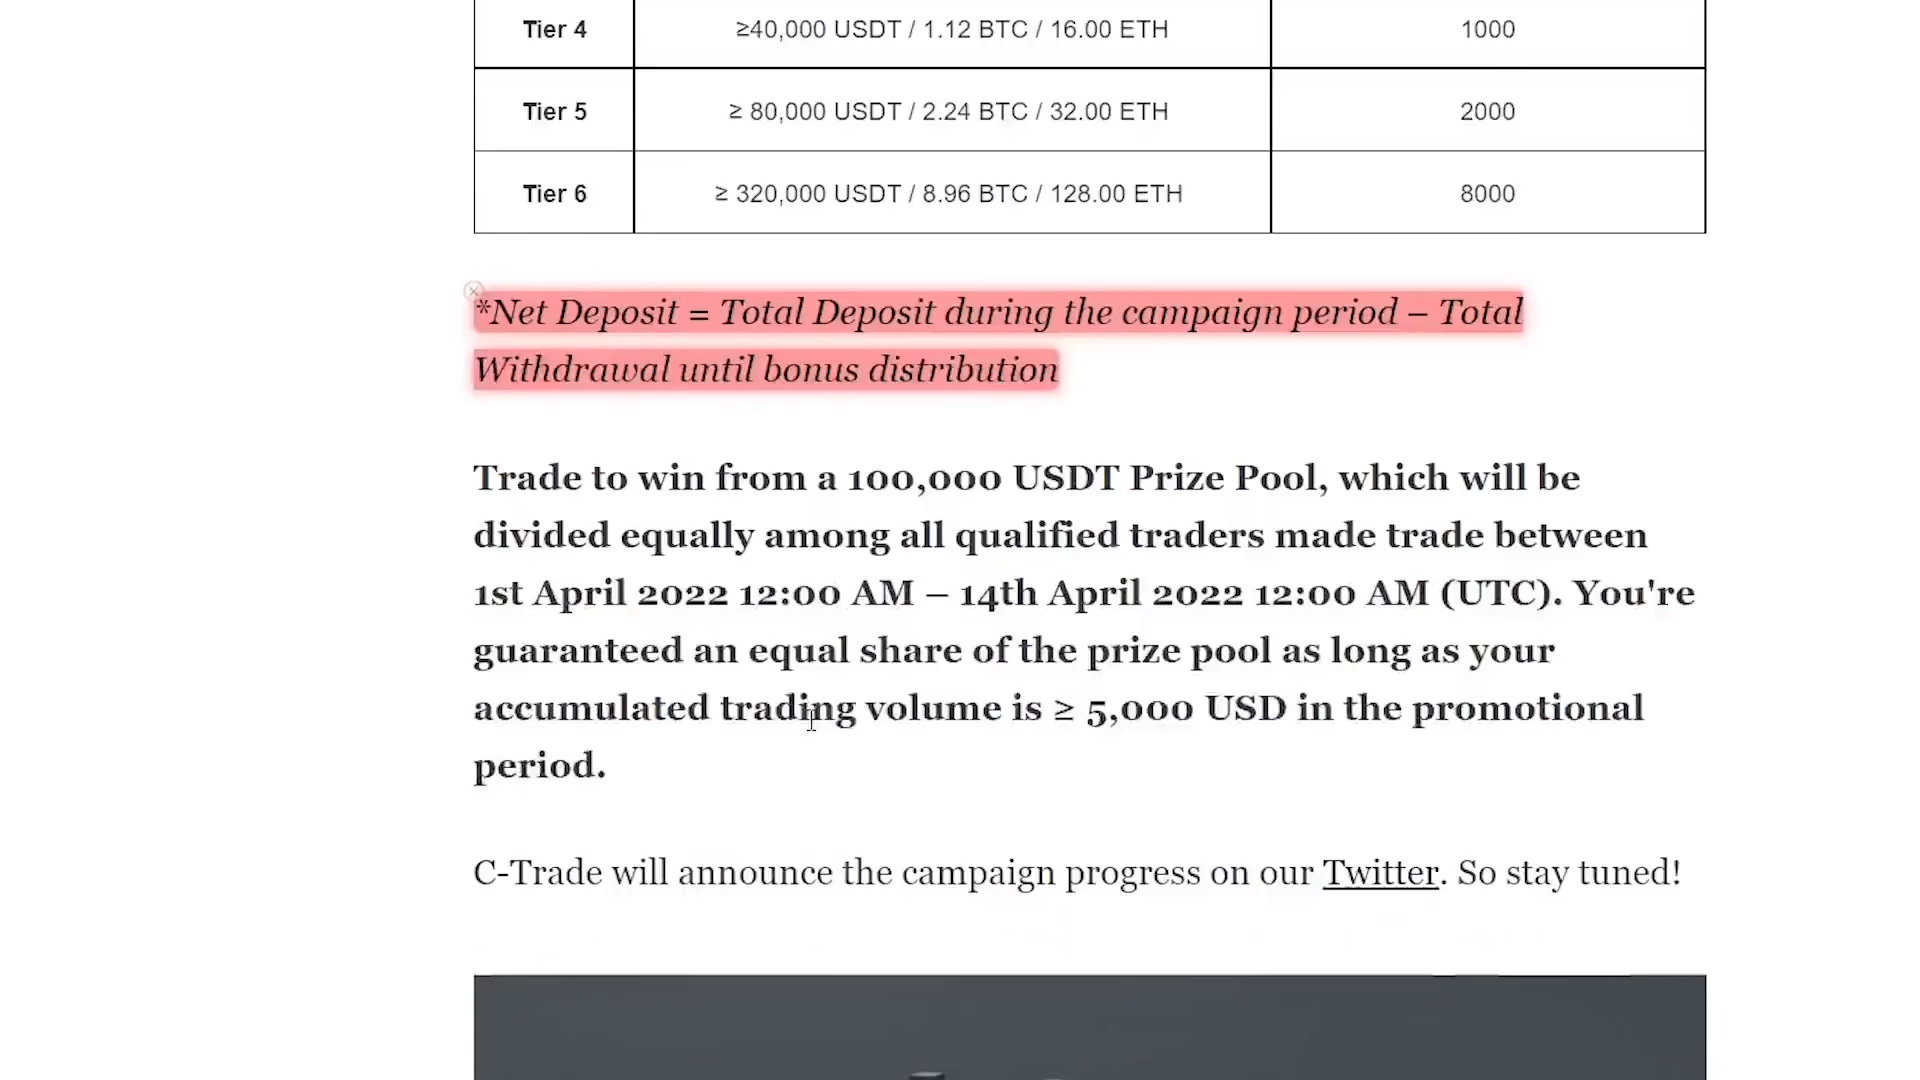 Tier 4 ≥40,000 USDT / 1.12 BTC / 16.00 ETH 1000
Tier 5 ≥ 80,000 USDT / 2.24 BTC / 32.00 ETH 2000
Tier 6 ≥ 320,000 USDT / 8.96 BTC / 128.00 ETH 8000
*Net Deposit = Total Deposit during the campaign period – Total
Withdrawal until bonus distribution
Trade to win from a 100,000 USDT Prize Pool, which will be
divided equally among all qualified traders made trade between
1st April 2022 12:00 AM – 14th April 2022 12:00 AM (UTC). You're
guaranteed an equal share of the prize pool as long as your
accumulated trading volume is ≥ 5,000 USD in the promotional
period.
C-Trade will announce the campaign progress on our Twitter. So stay tuned!